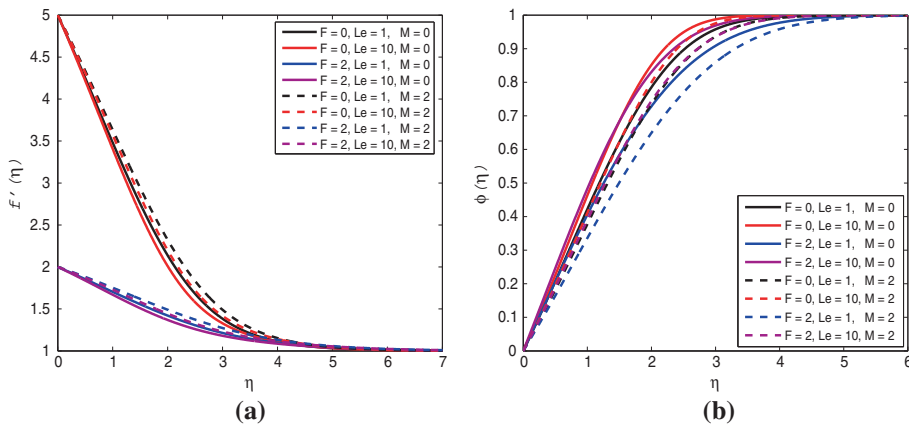 5
4.5
4
3.5
3
2.5
2
1.5
1
f ′ (η)
0 1 2 3 4 5 6 7
η
F = 0, Le = 1, M = 0
F = 0, Le = 10, M = 0
F = 2, Le = 1, M = 0
F = 2, Le = 10, M = 0
F = 0, Le = 1, M = 2
F = 0, Le = 10, M = 2
F = 2, Le = 1, M = 2
F = 2, Le = 10, M = 2
(a)
1
0.9
0.8
0.7
0.6
0.5
0.4
0.3
0.2
0.1
0
ϕ (η)
0 1 2 3 4 5 6
η
F = 0, Le = 1, M = 0
F = 0, Le = 10, M = 0
F = 2, Le = 1, M = 0
F = 2, Le = 10, M = 0
F = 0, Le = 1, M = 2
F = 0, Le = 10, M = 2
F = 2, Le = 1, M = 2
F = 2, Le = 10, M = 2
(b)